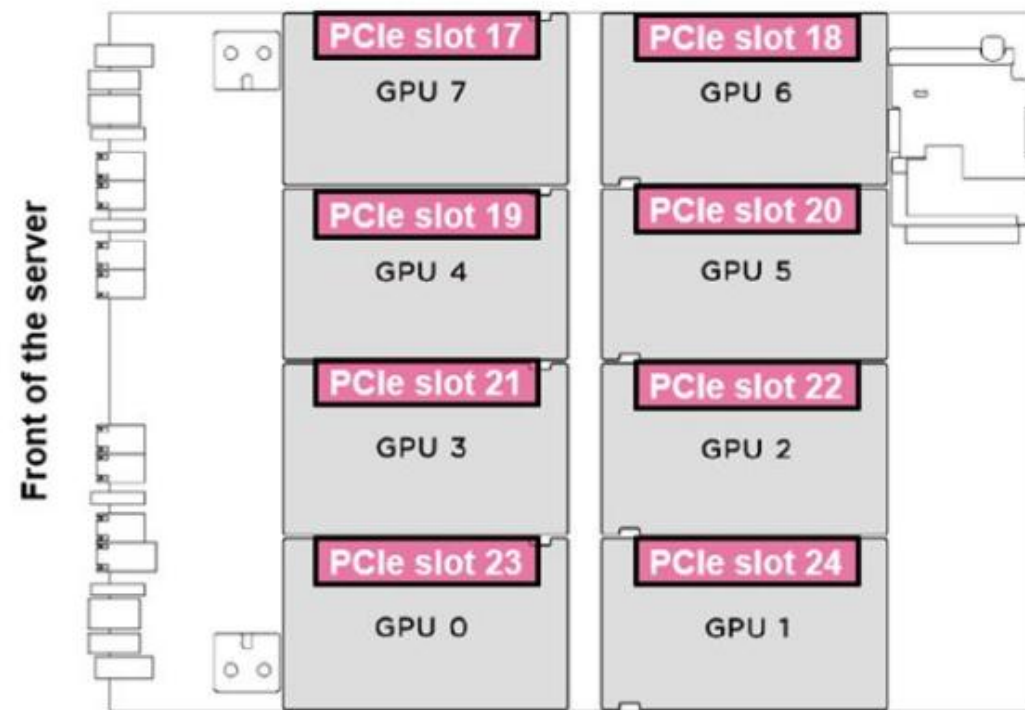 Front of the server
PCIe slot 17
GPU 7
PCIe slot 18
GPU 6
PCIe slot 19
GPU 4
PCIe slot 20
GPU 5
PCIe slot 21
GPU 3
PCIe slot 22
GPU 2
PCIe slot 23
GPU 0
PCIe slot 24
GPU 1